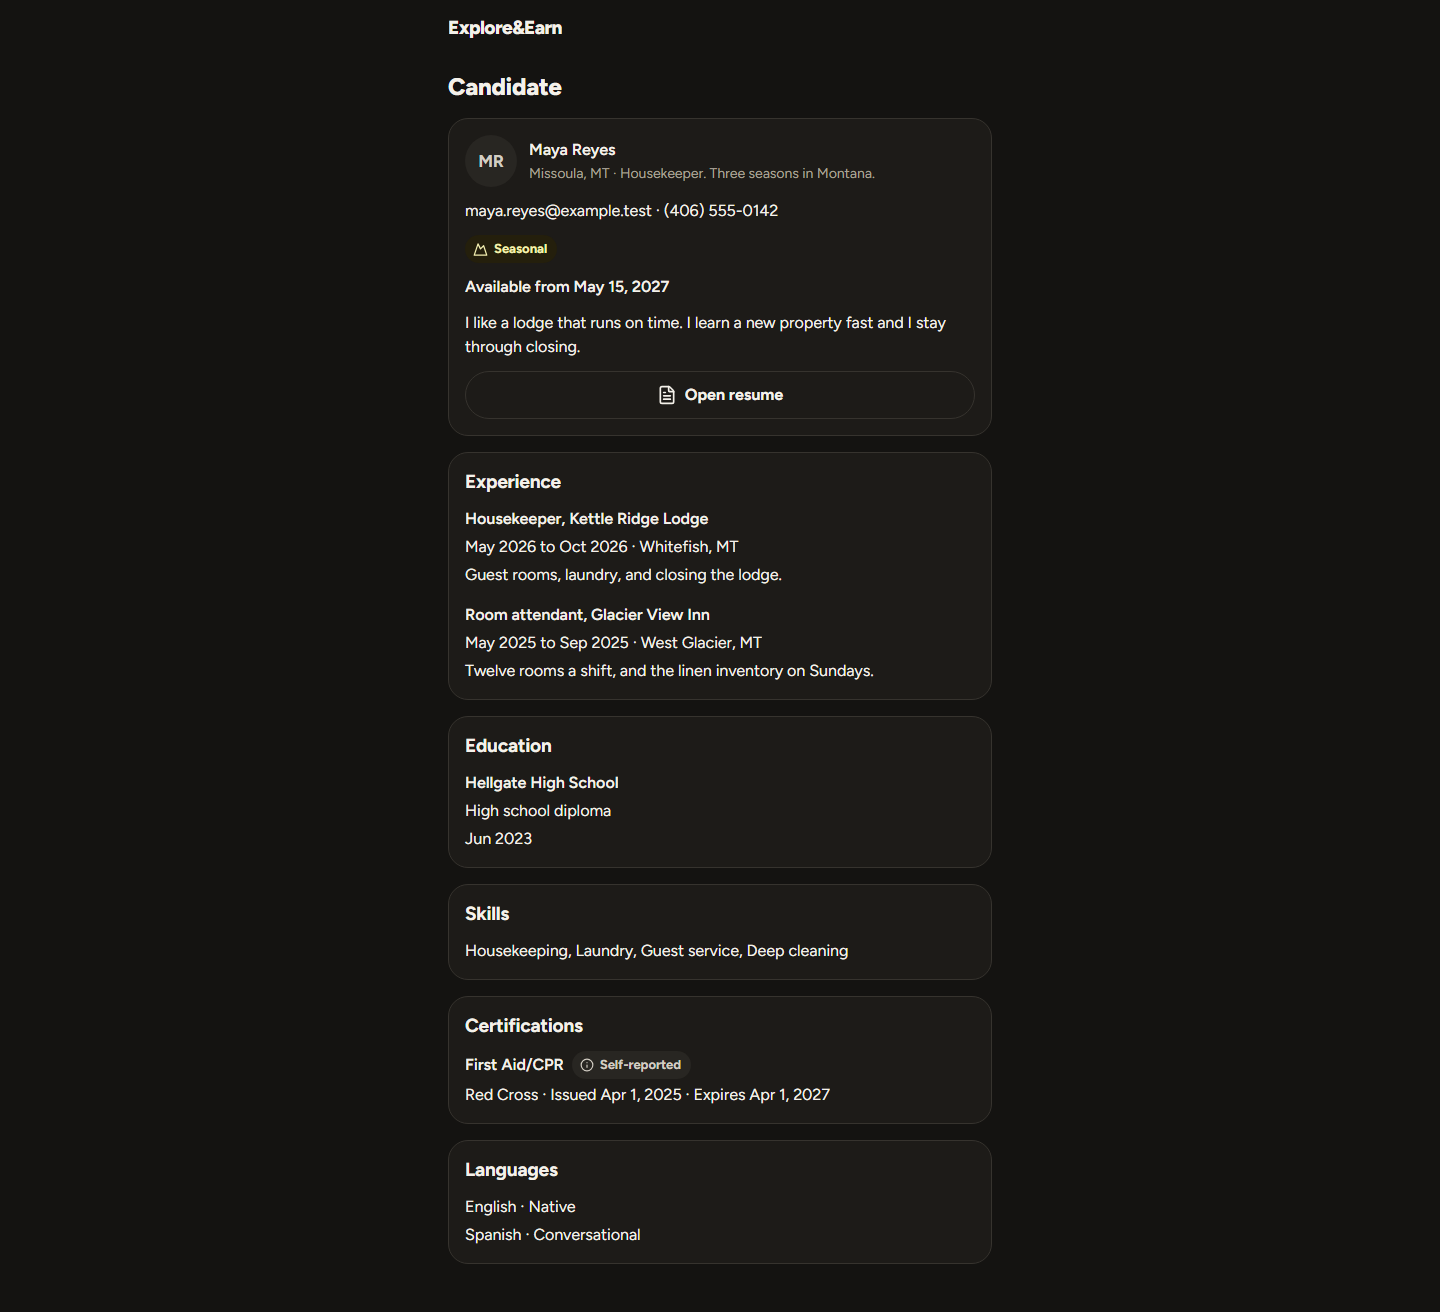 Explore&Earn
Candidate
MR
Maya Reyes
Missoula, MT · Housekeeper. Three seasons in Montana.
maya.reyes@example.test · (406) 555-0142
Seasonal
Available from May 15, 2027
I like a lodge that runs on time. I learn a new property fast and I stay
through closing.
Open resume
Experience
Housekeeper, Kettle Ridge Lodge
May 2026 to Oct 2026 · Whitefish, MT
Guest rooms, laundry, and closing the lodge.
Room attendant, Glacier View Inn
May 2025 to Sep 2025 · West Glacier, MT
Twelve rooms a shift, and the linen inventory on Sundays.
Education
Hellgate High School
High school diploma
Jun 2023
Skills
Housekeeping, Laundry, Guest service, Deep cleaning
Certifications
First Aid/CPR Self-reported
Red Cross · Issued Apr 1, 2025 · Expires Apr 1, 2027
Languages
English · Native
Spanish · Conversational